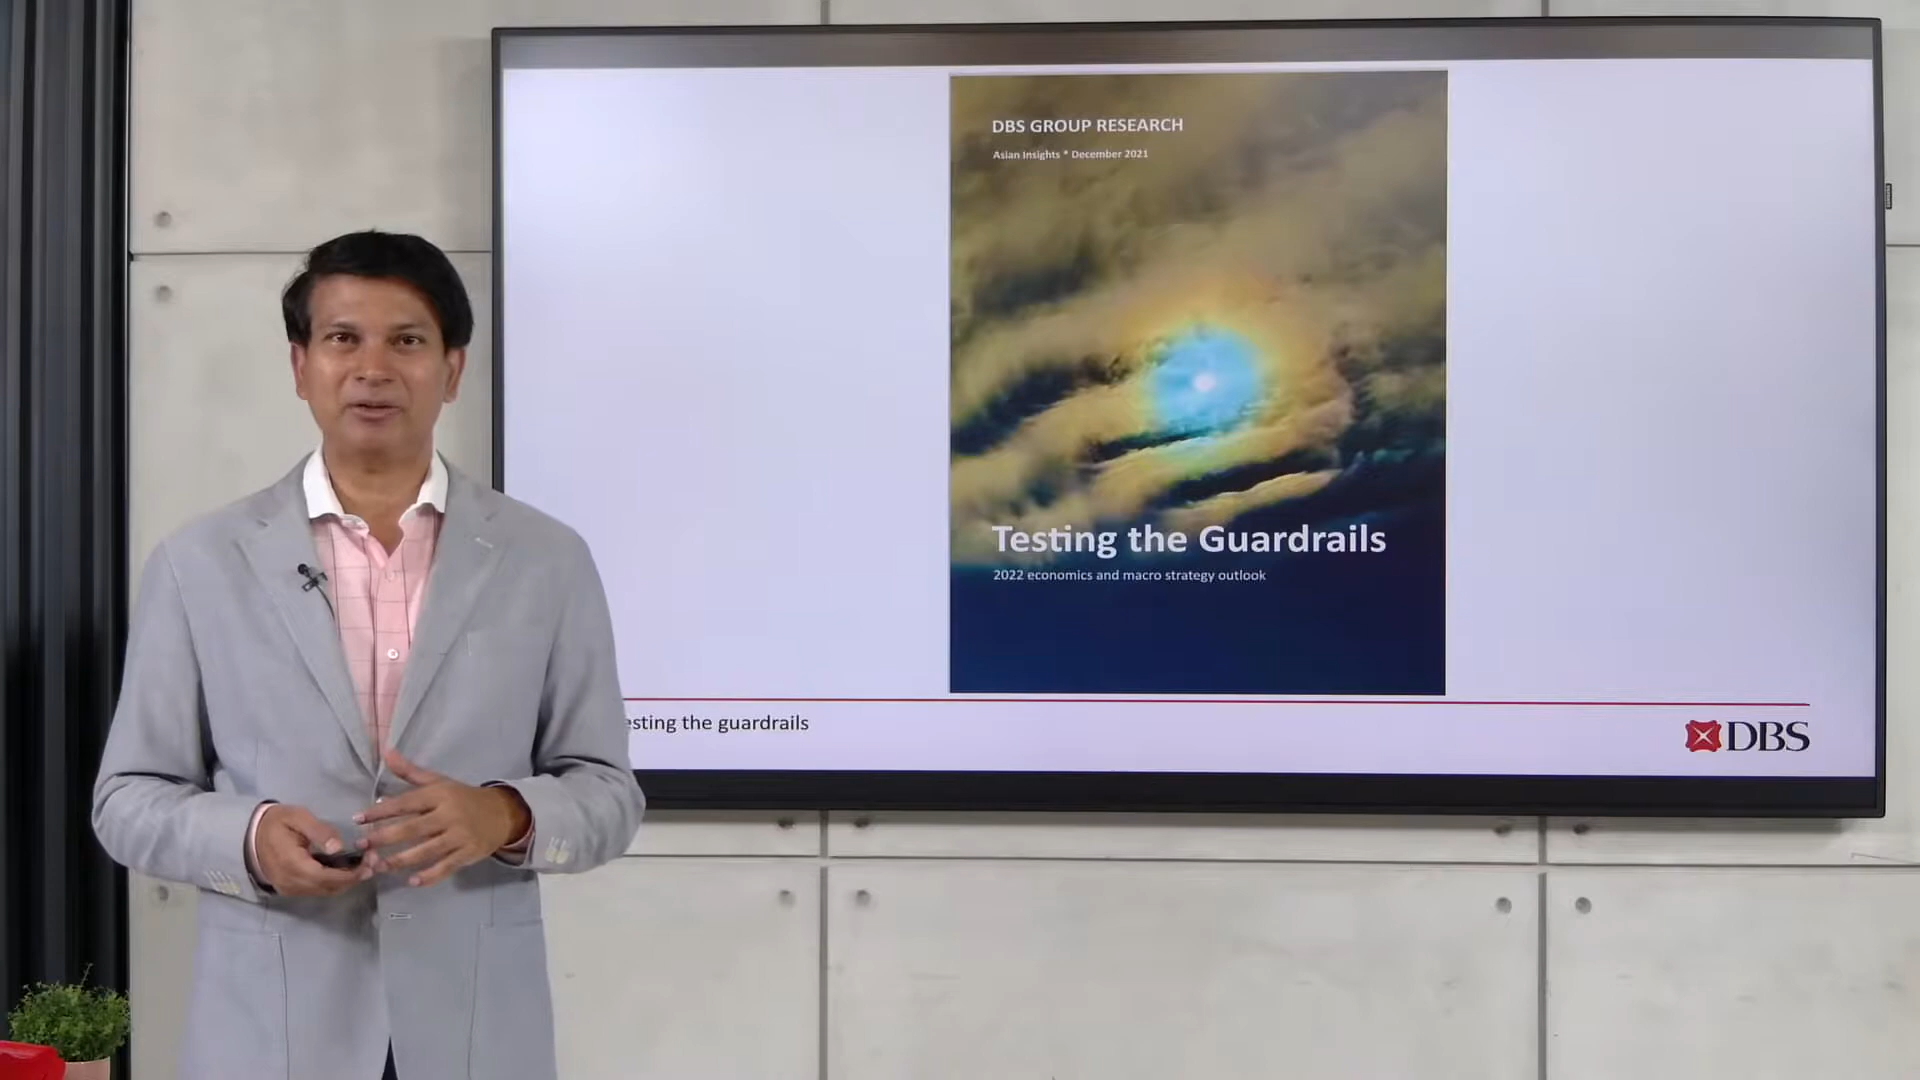 DBS GROUP RESEARCH
Asian Insights * December 2021
Testing the Guardrails
2022 economics and macro strategy outlook
esting the guardrails
DBS